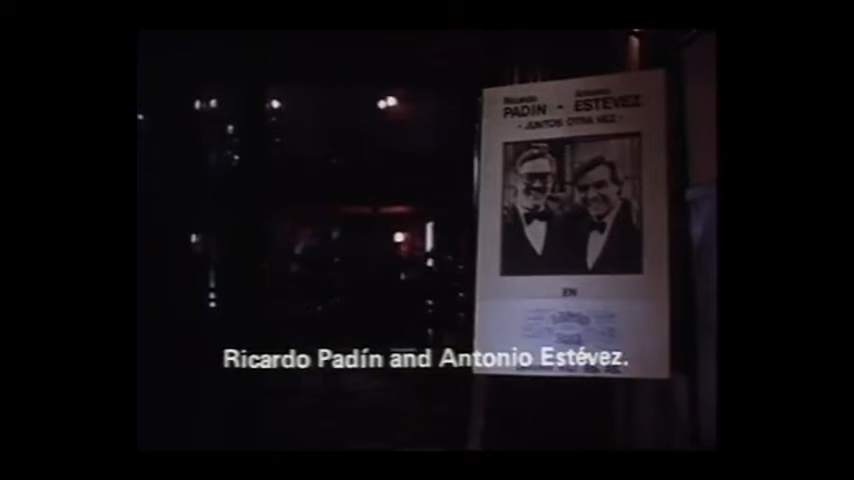 Ricardo Antonio
PADIN - ESTEVEZ
- JUNTOS OTRA VEZ -
EN
Ricardo Padín and Antonio Estévez.